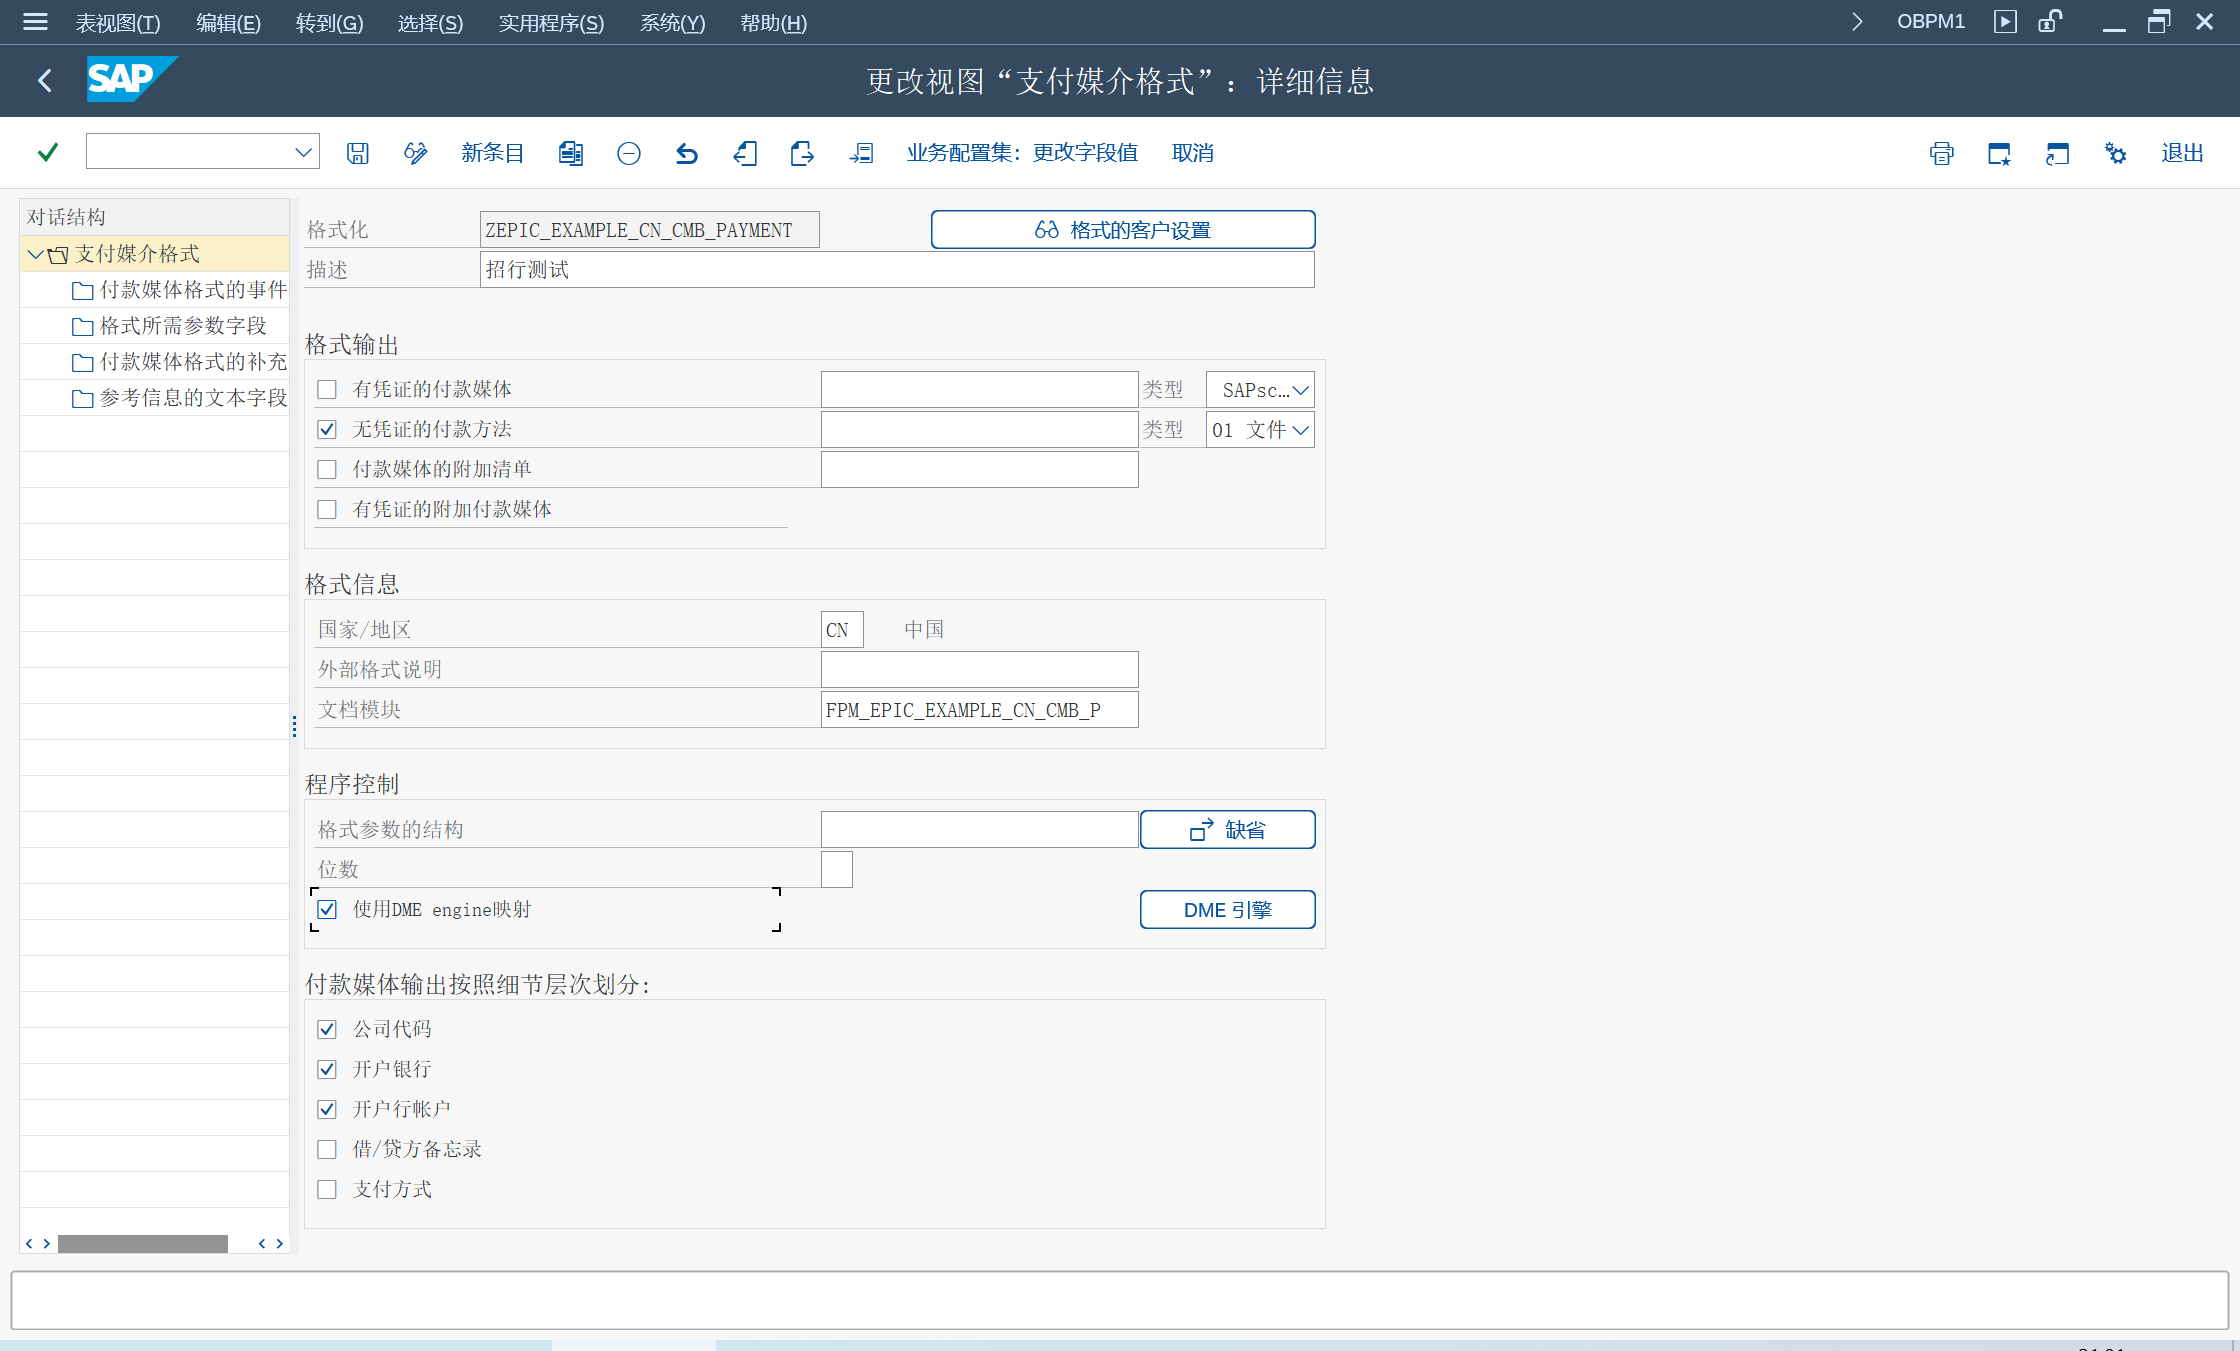 表视图(T) 编辑(E) 转到(G) 选择(S) 实用程序(S) 系统(Y) 帮助(H) OBPM1
SAP 更改视图“支付媒介格式”：详细信息
新条目 业务配置集：更改字段值 取消 退出
对话结构
支付媒介格式
付款媒体格式的事件
格式所需参数字段
付款媒体格式的补充
参考信息的文本字段
格式化 ZEPIC_EXAMPLE_CN_CMB_PAYMENT 格式的客户设置
描述 招行测试
格式输出
有凭证的付款媒体 类型 SAPsc...
无凭证的付款方法 类型 01 文件
付款媒体的附加清单
有凭证的附加付款媒体
格式信息
国家/地区 CN 中国
外部格式说明
文档模块 FPM_EPIC_EXAMPLE_CN_CMB_P
程序控制
格式参数的结构 缺省
位数
使用DME engine映射 DME 引擎
付款媒体输出按照细节层次划分:
公司代码
开户银行
开户行帐户
借/贷方备忘录
支付方式